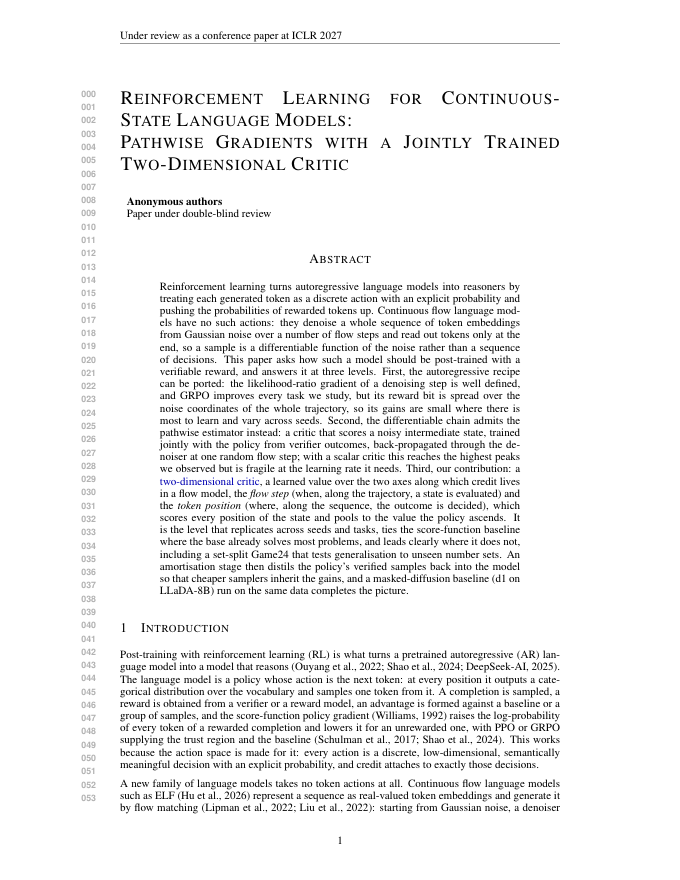 Under review as a conference paper at ICLR 2027
000
001
002
003
004
005
006
007
008
009
010
011
012
013
014
015
016
017
018
019
020
021
022
023
024
025
026
027
028
029
030
031
032
033
034
035
036
037
038
039
040
041
042
043
044
045
046
047
048
049
050
051
052
053
REINFORCEMENT LEARNING FOR CONTINUOUS-
STATE LANGUAGE MODELS:
PATHWISE GRADIENTS WITH A JOINTLY TRAINED
TWO-DIMENSIONAL CRITIC
Anonymous authors
Paper under double-blind review
ABSTRACT
Reinforcement learning turns autoregressive language models into reasoners by
treating each generated token as a discrete action with an explicit probability and
pushing the probabilities of rewarded tokens up. Continuous flow language mod-
els have no such actions: they denoise a whole sequence of token embeddings
from Gaussian noise over a number of flow steps and read out tokens only at the
end, so a sample is a differentiable function of the noise rather than a sequence
of decisions. This paper asks how such a model should be post-trained with a
verifiable reward, and answers it at three levels. First, the autoregressive recipe
can be ported: the likelihood-ratio gradient of a denoising step is well defined,
and GRPO improves every task we study, but its reward bit is spread over the
noise coordinates of the whole trajectory, so its gains are small where there is
most to learn and vary across seeds. Second, the differentiable chain admits the
pathwise estimator instead: a critic that scores a noisy intermediate state, trained
jointly with the policy from verifier outcomes, back-propagated through the de-
noiser at one random flow step; with a scalar critic this reaches the highest peaks
we observed but is fragile at the learning rate it needs. Third, our contribution: a
two-dimensional critic, a learned value over the two axes along which credit lives
in a flow model, the flow step (when, along the trajectory, a state is evaluated) and
the token position (where, along the sequence, the outcome is decided), which
scores every position of the state and pools to the value the policy ascends. It
is the level that replicates across seeds and tasks, ties the score-function baseline
where the base already solves most problems, and leads clearly where it does not,
including a set-split Game24 that tests generalisation to unseen number sets. An
amortisation stage then distils the policy's verified samples back into the model
so that cheaper samplers inherit the gains, and a masked-diffusion baseline (d1 on
LLaDA-8B) run on the same data completes the picture.
1 INTRODUCTION
Post-training with reinforcement learning (RL) is what turns a pretrained autoregressive (AR) lan-
guage model into a model that reasons (Ouyang et al., 2022; Shao et al., 2024; DeepSeek-AI, 2025).
The language model is a policy whose action is the next token: at every position it outputs a cate-
gorical distribution over the vocabulary and samples one token from it. A completion is sampled, a
reward is obtained from a verifier or a reward model, an advantage is formed against a baseline or a
group of samples, and the score-function policy gradient (Williams, 1992) raises the log-probability
of every token of a rewarded completion and lowers it for an unrewarded one, with PPO or GRPO
supplying the trust region and the baseline (Schulman et al., 2017; Shao et al., 2024). This works
because the action space is made for it: every action is a discrete, low-dimensional, semantically
meaningful decision with an explicit probability, and credit attaches to exactly those decisions.
A new family of language models takes no token actions at all. Continuous flow language models
such as ELF (Hu et al., 2026) represent a sequence as real-valued token embeddings and generate it
by flow matching (Lipman et al., 2022; Liu et al., 2022): starting from Gaussian noise, a denoiser
1